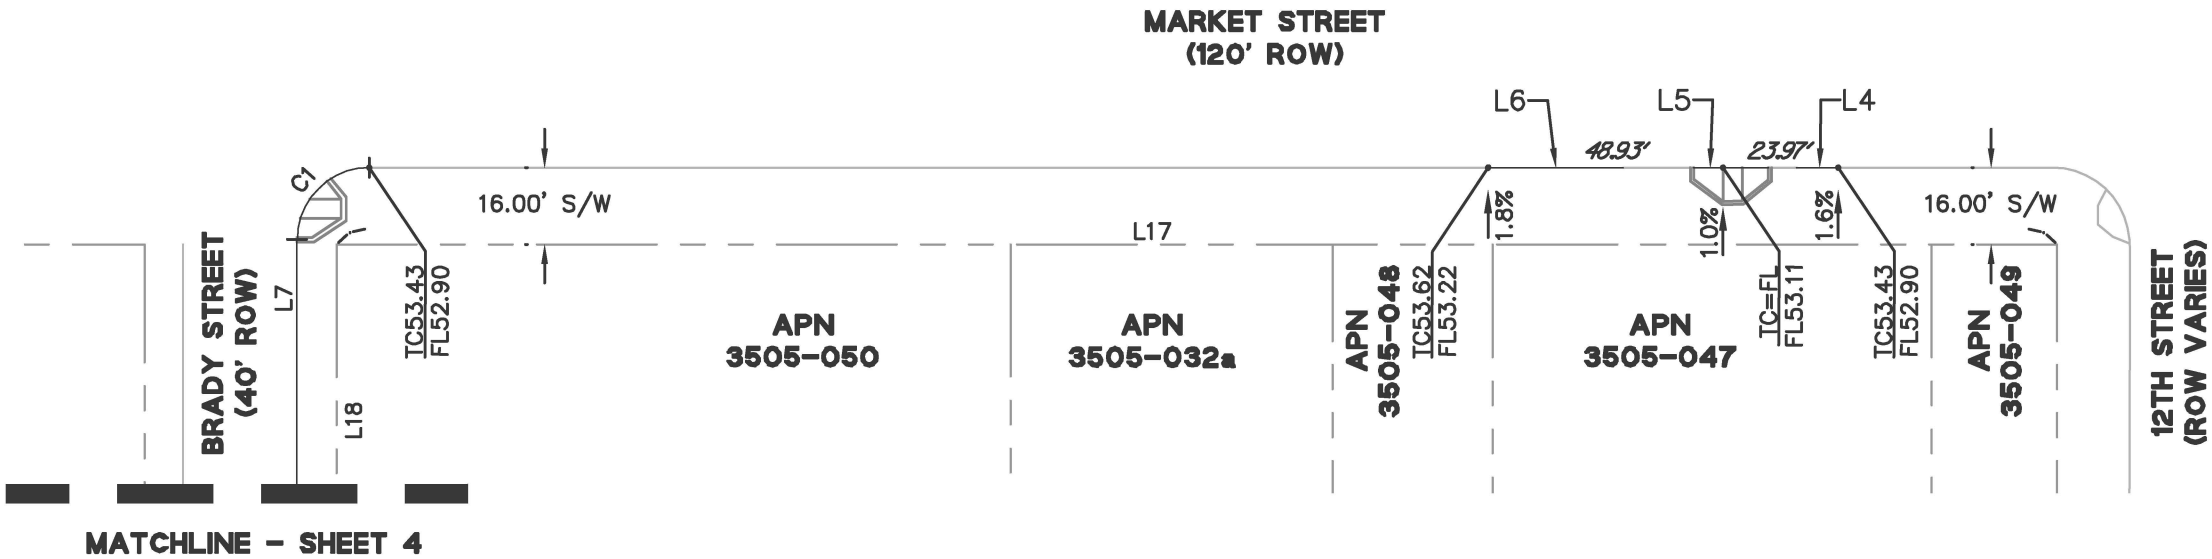 MARKET STREET
(120' ROW)
L6
L5
L4
48.93'
23.97'
C1
16.00' S/W
1.8%
1.0%
1.6%
16.00' S/W
L17
BRADY STREET
(40' ROW)
L7
L18
TC53.43
FL52.90
APN
3505-050
APN
3505-032a
APN
3505-048
TC53.62
FL53.22
APN
3505-047
TC=FL
FL53.11
TC53.43
FL52.90
APN
3505-049
12TH STREET
(ROW VARIES)
MATCHLINE - SHEET 4